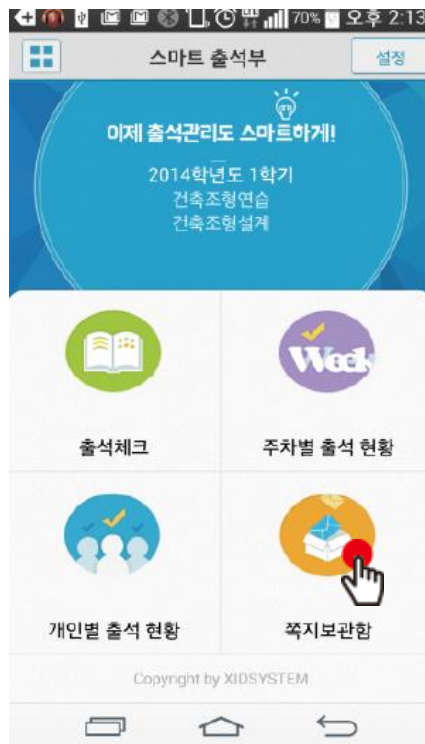 70% 오후 2:13
스마트 출석부
설정
이제 출석관리도 스마트하게!
2014학년도 1학기
건축조형연습
건축조형설계
Week
출석체크
주차별 출석 현황
개인별 출석 현황
쪽지보관함
Copyright by XIDSYSTEM